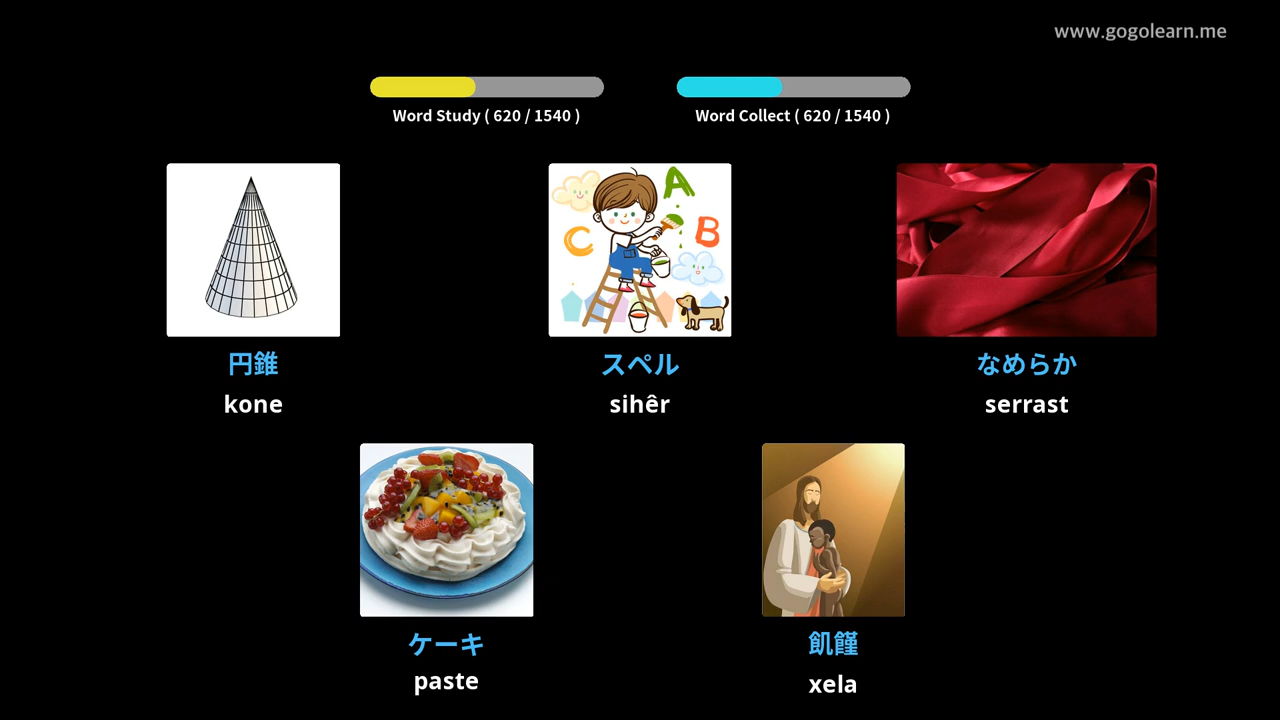 www.gogolearn.me
Word Study ( 620 / 1540 )
Word Collect ( 620 / 1540 )
A
B
C
円錐
kone
スペル
sihêr
なめらか
serrast
ケーキ
paste
飢饉
xela